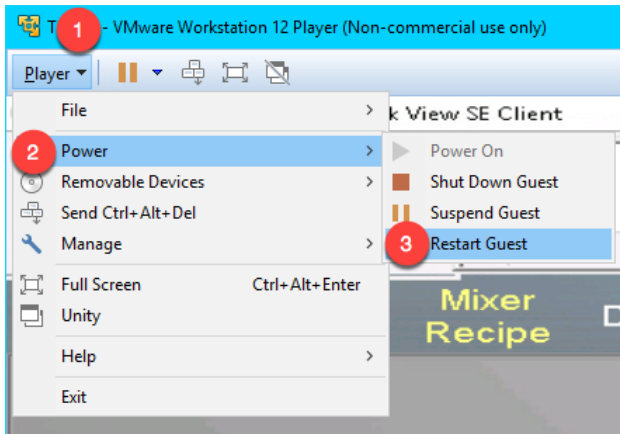 T - VMware Workstation 12 Player (Non-commercial use only)
1
Player
File
k View SE Client
2 Power
Power On
Removable Devices
Shut Down Guest
Send Ctrl+Alt+Del
Suspend Guest
Manage
3 Restart Guest
Full Screen Ctrl+Alt+Enter
Unity
Mixer
Recipe
D
Help
Exit